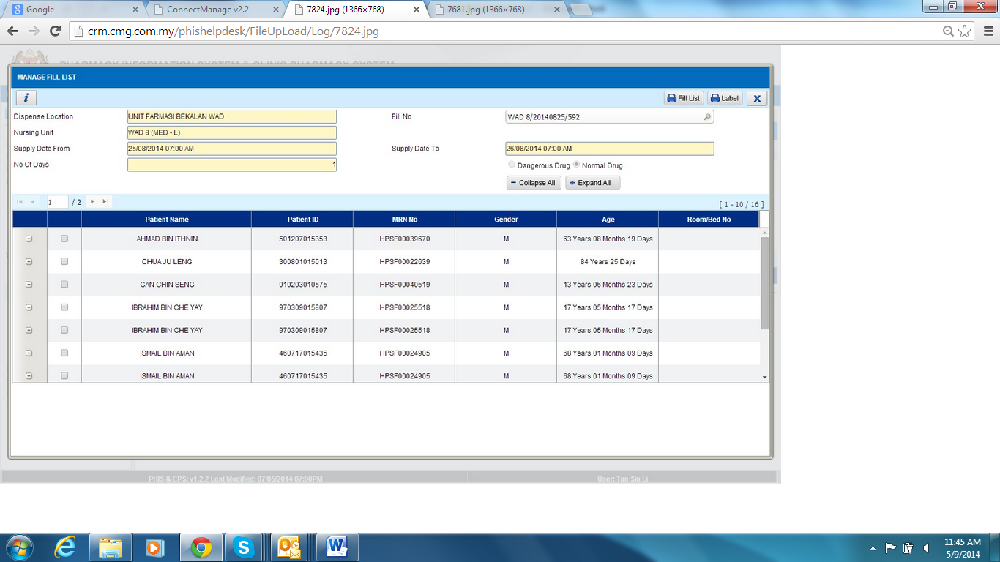 Google
ConnectManage v2.2
7824.jpg (1366×768)
7681.jpg (1366×768)
crm.cmg.com.my/phishelpdesk/FileUpLoad/Log/7824.jpg
PHARMACY INFORMATION SYSTEM & CLINIC PHARMACY SYSTEM
MANAGE FILL LIST
i Fill List Label X
Dispense Location UNIT FARMASI BEKALAN WAD Fill No WAD 8/20140825/592
Nursing Unit WAD 8 (MED - L)
Supply Date From 25/08/2014 07:00 AM Supply Date To 26/08/2014 07:00 AM
No Of Days 1 Dangerous Drug Normal Drug
Collapse All Expand All
1 / 2 [ 1 - 10 / 16 ]
Patient Name Patient ID MRN No Gender Age Room/Bed No
AHMAD BIN ITHNIN 501207015353 HPSF00039670 M 63 Years 08 Months 19 Days
CHUA JU LENG 300801015013 HPSF00022639 M 84 Years 25 Days
GAN CHIN SENG 010203010575 HPSF00040519 M 13 Years 06 Months 23 Days
IBRAHIM BIN CHE YAY 970309015807 HPSF00025518 M 17 Years 05 Months 17 Days
IBRAHIM BIN CHE YAY 970309015807 HPSF00025518 M 17 Years 05 Months 17 Days
ISMAIL BIN AMAN 460717015435 HPSF00024905 M 68 Years 01 Months 09 Days
ISMAIL BIN AMAN 460717015435 HPSF00024905 M 68 Years 01 Months 09 Days
PHIS & CPS: v1.2.2 Last Modified: 07/05/2014 07:00PM User: Tan Sin Li
11:45 AM
5/9/2014